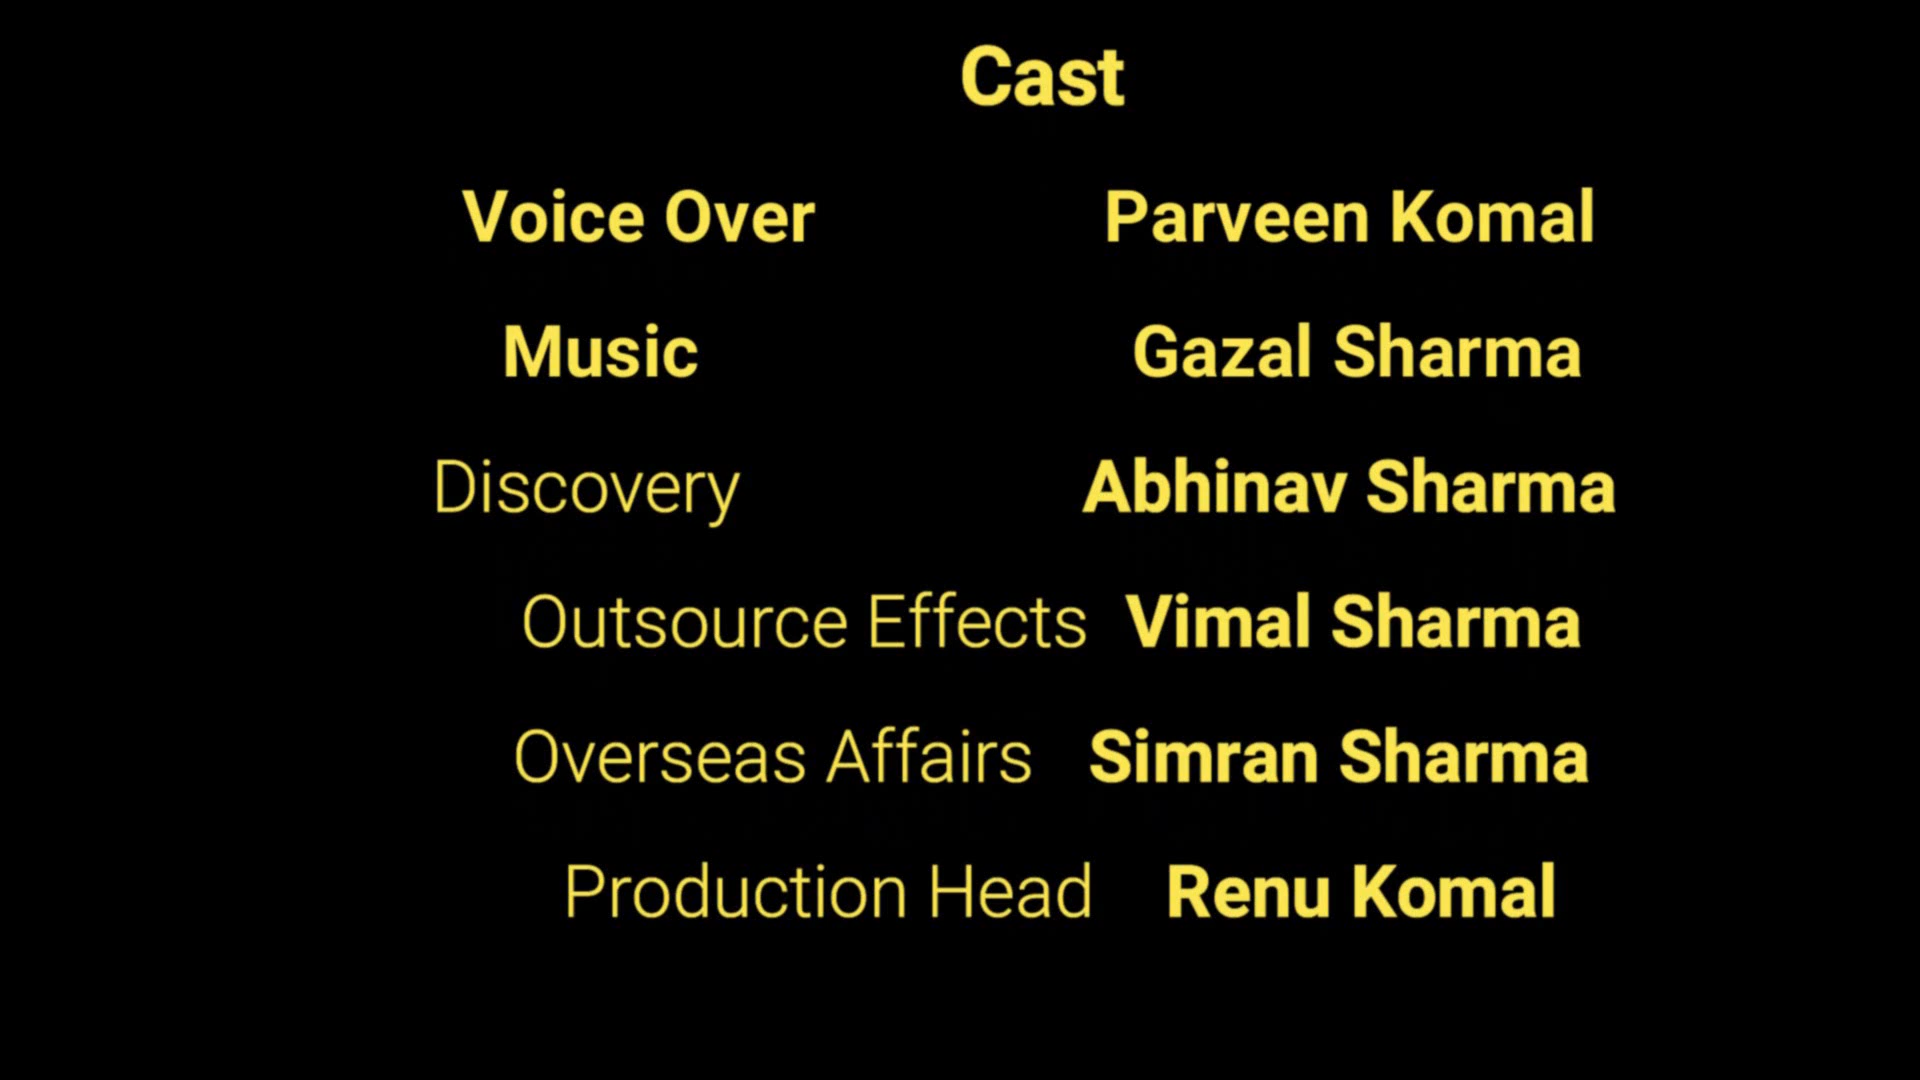 Cast
Voice Over Parveen Komal
Music Gazal Sharma
Discovery Abhinav Sharma
Outsource Effects Vimal Sharma
Overseas Affairs Simran Sharma
Production Head Renu Komal